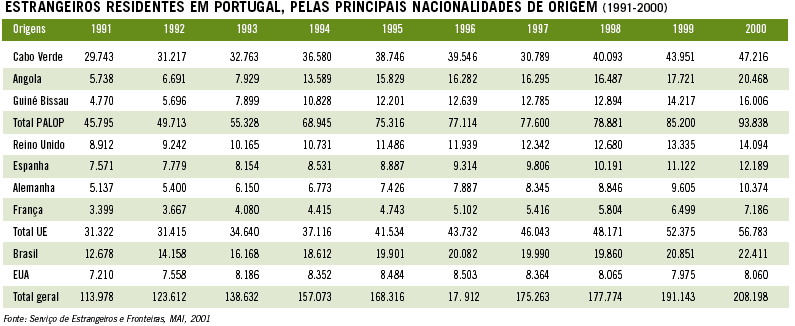 ESTRANGEIROS RESIDENTES EM PORTUGAL, PELAS PRINCIPAIS NACIONALIDADES DE ORIGEM (1991-2000)
Origens 1991 1992 1993 1994 1995 1996 1997 1998 1999 2000
Cabo Verde 29.743 31.217 32.763 36.580 38.746 39.546 30.789 40.093 43.951 47.216
Angola 5.738 6.691 7.929 13.589 15.829 16.282 16.295 16.487 17.721 20.468
Guiné Bissau 4.770 5.696 7.899 10.828 12.201 12.639 12.785 12.894 14.217 16.006
Total PALOP 45.795 49.713 55.328 68.945 75.316 77.114 77.600 78.881 85.200 93.838
Reino Unido 8.912 9.242 10.165 10.731 11.486 11.939 12.342 12.680 13.335 14.094
Espanha 7.571 7.779 8.154 8.531 8.887 9.314 9.806 10.191 11.122 12.189
Alemanha 5.137 5.400 6.150 6.773 7.426 7.887 8.345 8.846 9.605 10.374
França 3.399 3.667 4.080 4.415 4.743 5.102 5.416 5.804 6.499 7.186
Total UE 31.322 31.415 34.640 37.116 41.534 43.732 46.043 48.171 52.375 56.783
Brasil 12.678 14.158 16.168 18.612 19.901 20.082 19.990 19.860 20.851 22.411
EUA 7.210 7.558 8.186 8.352 8.484 8.503 8.364 8.065 7.975 8.060
Total geral 113.978 123.612 138.632 157.073 168.316 17. 912 175.263 177.774 191.143 208.198
Fonte: Serviço de Estrangeiros e Fronteiras, MAI, 2001